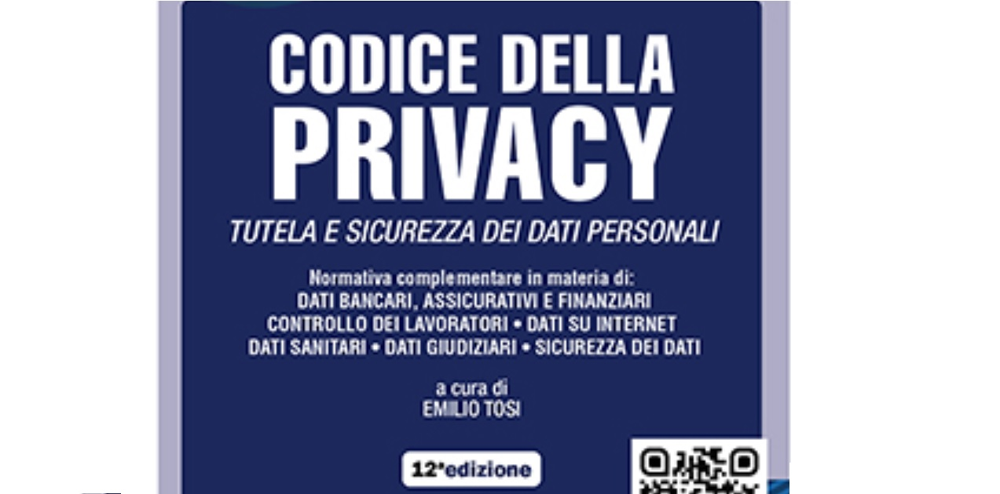 CODICE DELLA
PRIVACY
TUTELA E SICUREZZA DEI DATI PERSONALI
Normativa complementare in materia di:
DATI BANCARI, ASSICURATIVI E FINANZIARI
CONTROLLO DEI LAVORATORI • DATI SU INTERNET
DATI SANITARI • DATI GIUDIZIARI • SICUREZZA DEI DATI
a cura di
EMILIO TOSI
12ªedizione